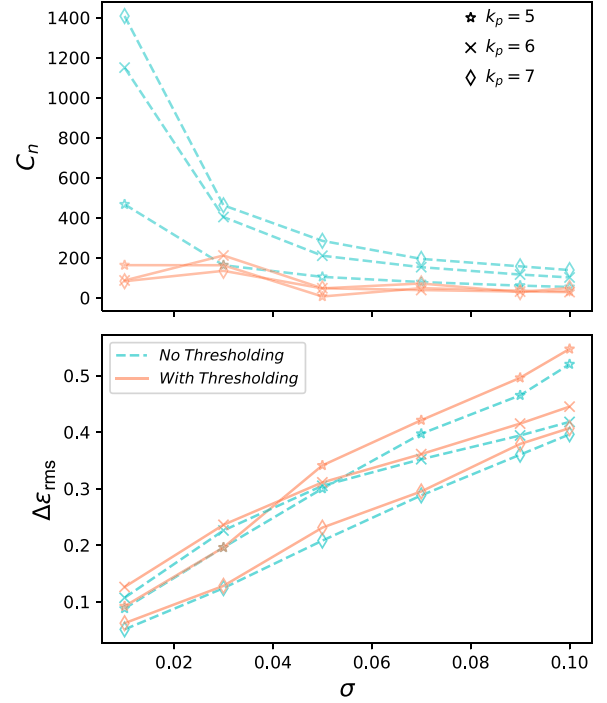 1400
1200
1000
800
600
400
200
0
C_n
k_p = 5
k_p = 6
k_p = 7
No Thresholding
With Thresholding
0.5
0.4
0.3
0.2
0.1
Δε_rms
0.02 0.04 0.06 0.08 0.10
σ